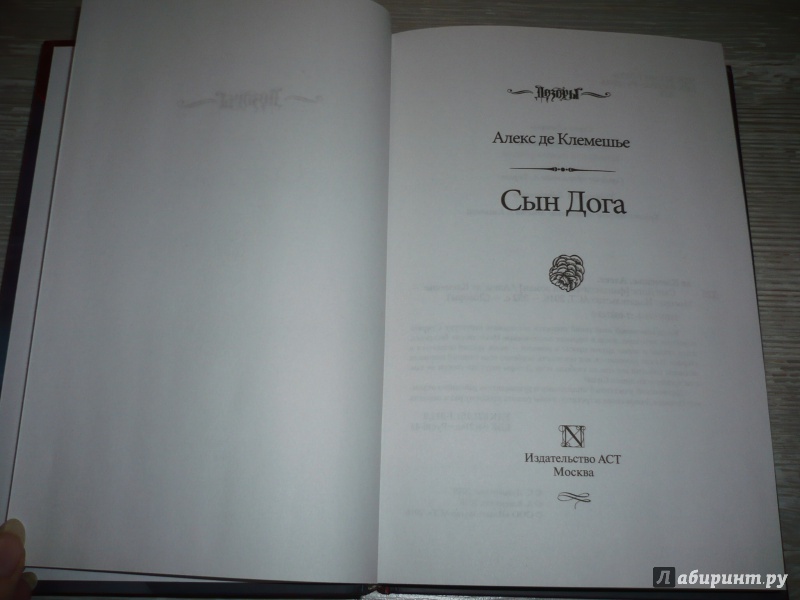 Дозоры
Алекс де Клемешье
Сын Дога
N
Издательство АСТ
Москва
Лабиринт.ру